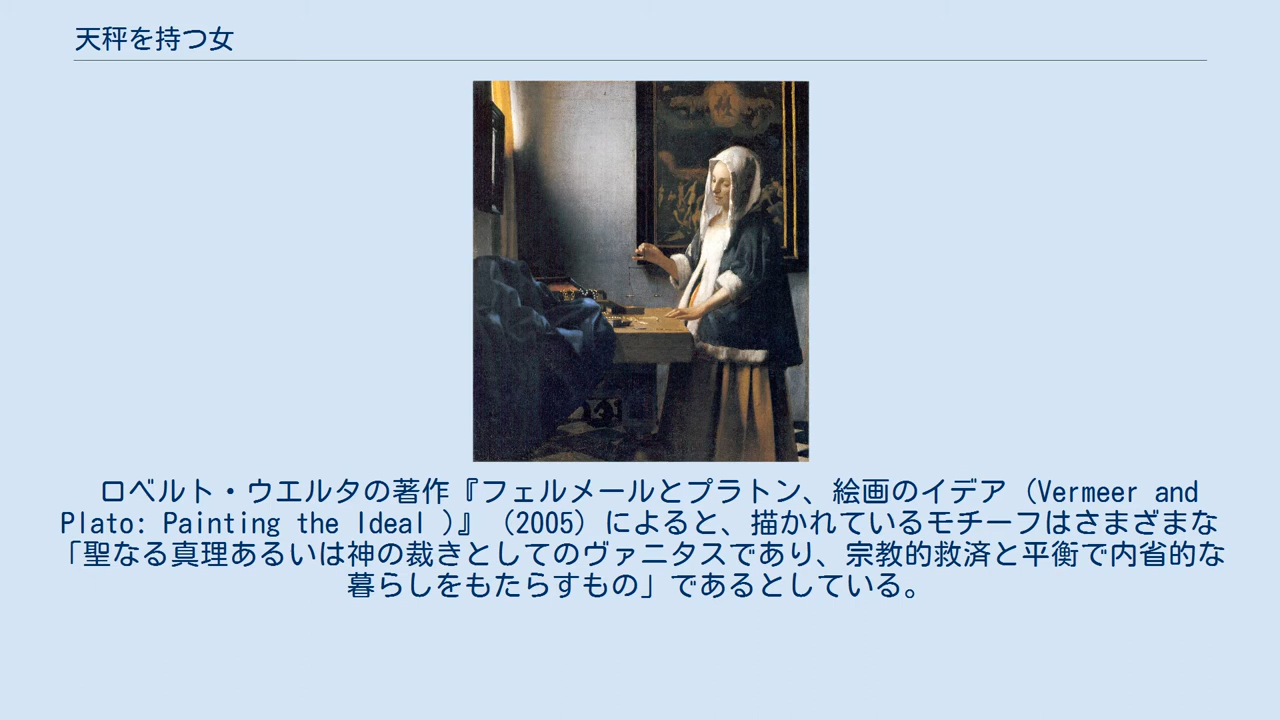 天秤を持つ女
ロベルト・ウエルタの著作『フェルメールとプラトン、絵画のイデア（Vermeer and
Plato: Painting the Ideal )』（2005）によると、描かれているモチーフはさまざまな
「聖なる真理あるいは神の裁きとしてのヴァニタスであり、宗教的救済と平衡で内省的な
暮らしをもたらすもの」であるとしている。